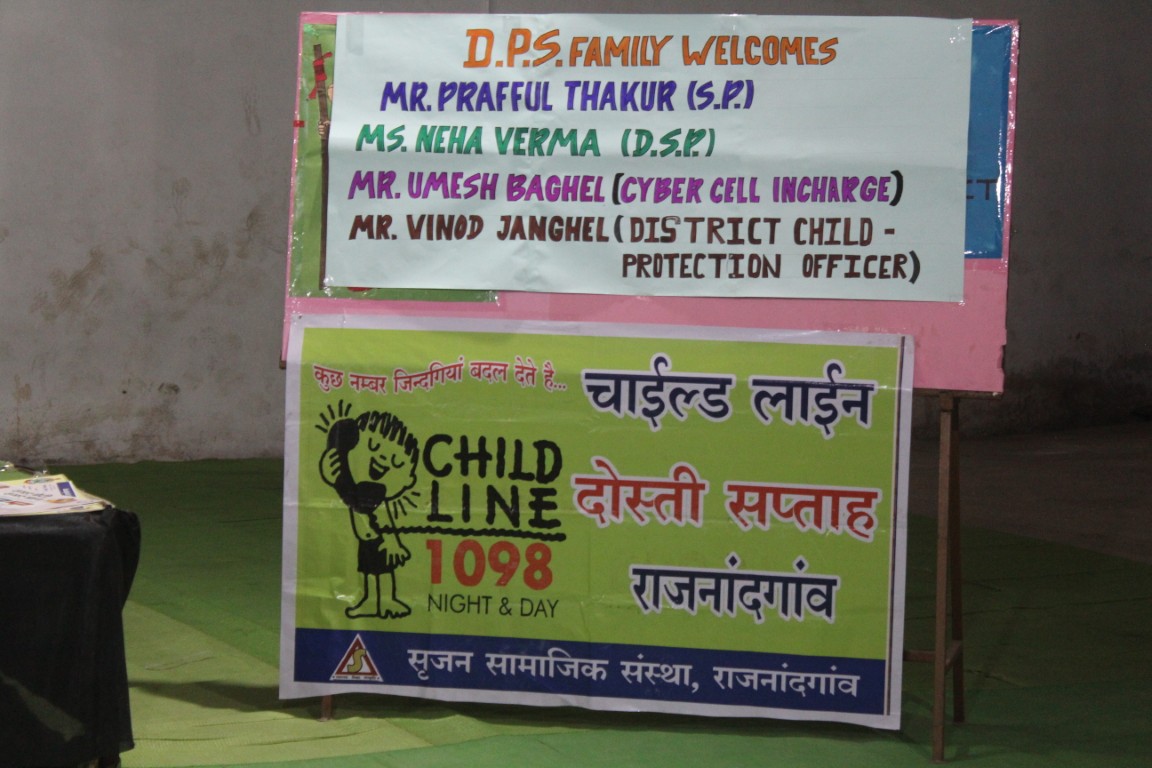 D.P.S. FAMILY WELCOMES
MR. PRAFFUL THAKUR (S.P.)
MS. NEHA VERMA (D.S.P.)
MR. UMESH BAGHEL (CYBER CELL INCHARGE)
MR. VINOD JANGHEL (DISTRICT CHILD -
PROTECTION OFFICER)
CT
कुछ नम्बर जिन्दगियां बदल देते है...
CHILD
LINE
1098
NIGHT & DAY
चाईल्ड लाईन
दोस्ती सप्ताह
राजनांदगांव
सृजन सामाजिक संस्था, राजनांदगांव